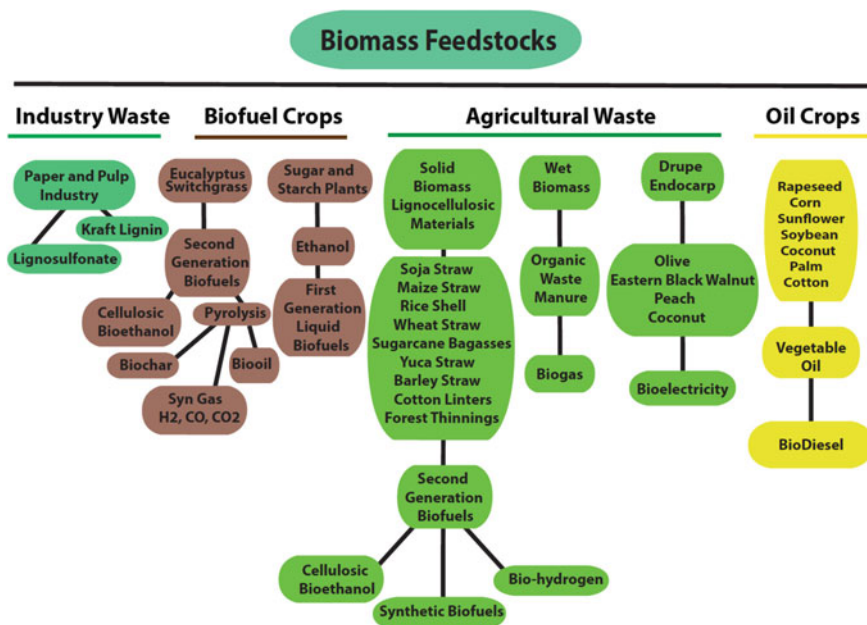 Biomass Feedstocks
Industry Waste
Biofuel Crops
Agricultural Waste
Oil Crops
Paper and Pulp
Industry
Kraft Lignin
Lignosulfonate
Eucalyptus
Switchgrass
Second
Generation
Biofuels
Cellulosic
Bioethanol
Pyrolysis
Biochar
Biooil
Syn Gas
H2, CO, CO2
Sugar and
Starch Plants
Ethanol
First
Generation
Liquid
Biofuels
Solid
Biomass
Lignocellulosic
Materials
Soja Straw
Maize Straw
Rice Shell
Wheat Straw
Sugarcane Bagasses
Yuca Straw
Barley Straw
Cotton Linters
Forest Thinnings
Second
Generation
Biofuels
Cellulosic
Bioethanol
Synthetic Biofuels
Bio-hydrogen
Wet
Biomass
Organic
Waste
Manure
Biogas
Drupe
Endocarp
Olive
Eastern Black Walnut
Peach
Coconut
Bioelectricity
Rapeseed
Corn
Sunflower
Soybean
Coconut
Palm
Cotton
Vegetable
Oil
BioDiesel